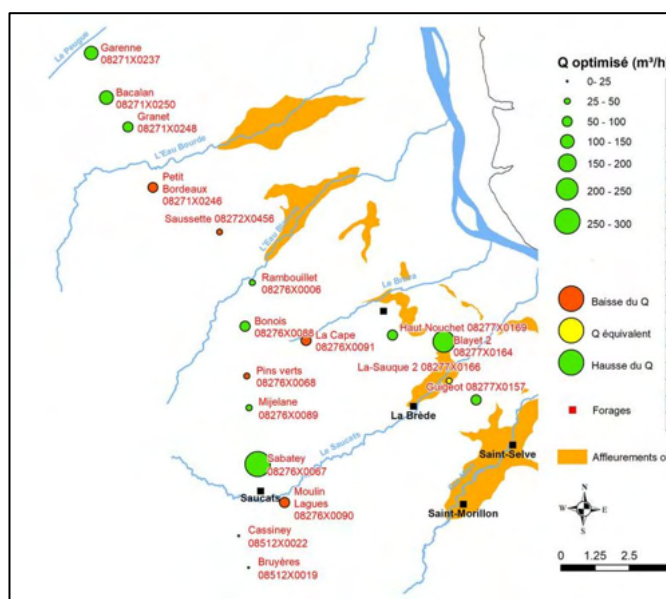 Le Peugue
Garenne
08271X0237
Bacalan
08271X0250
Granet
08271X0248
L'Eau Bourde
Petit
Bordeaux
08271X0246
Saussette 08272X0456
L'Eau
Rambouillet
08276X0006
Le Breyra
Bonois
08276X0088
La Cape
08276X0091
Haut Nouchet 08277X0169
Blayet 2
08277X0164
La-Sauque 2 08277X0166
Pins verts
08276X0068
Guigeot 08277X0157
Mijelane
08276X0089
La Brède
Le Saucats
Saint-Selve
Sabatey
08276X0067
Saucats
Moulin
Lagues
08276X0090
Saint-Morillon
Cassiney
08512X0022
Bruyères
08512X0019
Q optimisé (m³/h)
0- 25
25 - 50
50 - 100
100 - 150
150 - 200
200 - 250
250 - 300
Baisse du Q
Q équivalent
Hausse du Q
Forages
Affleurements o
N
W E
S
0 1.25 2.5